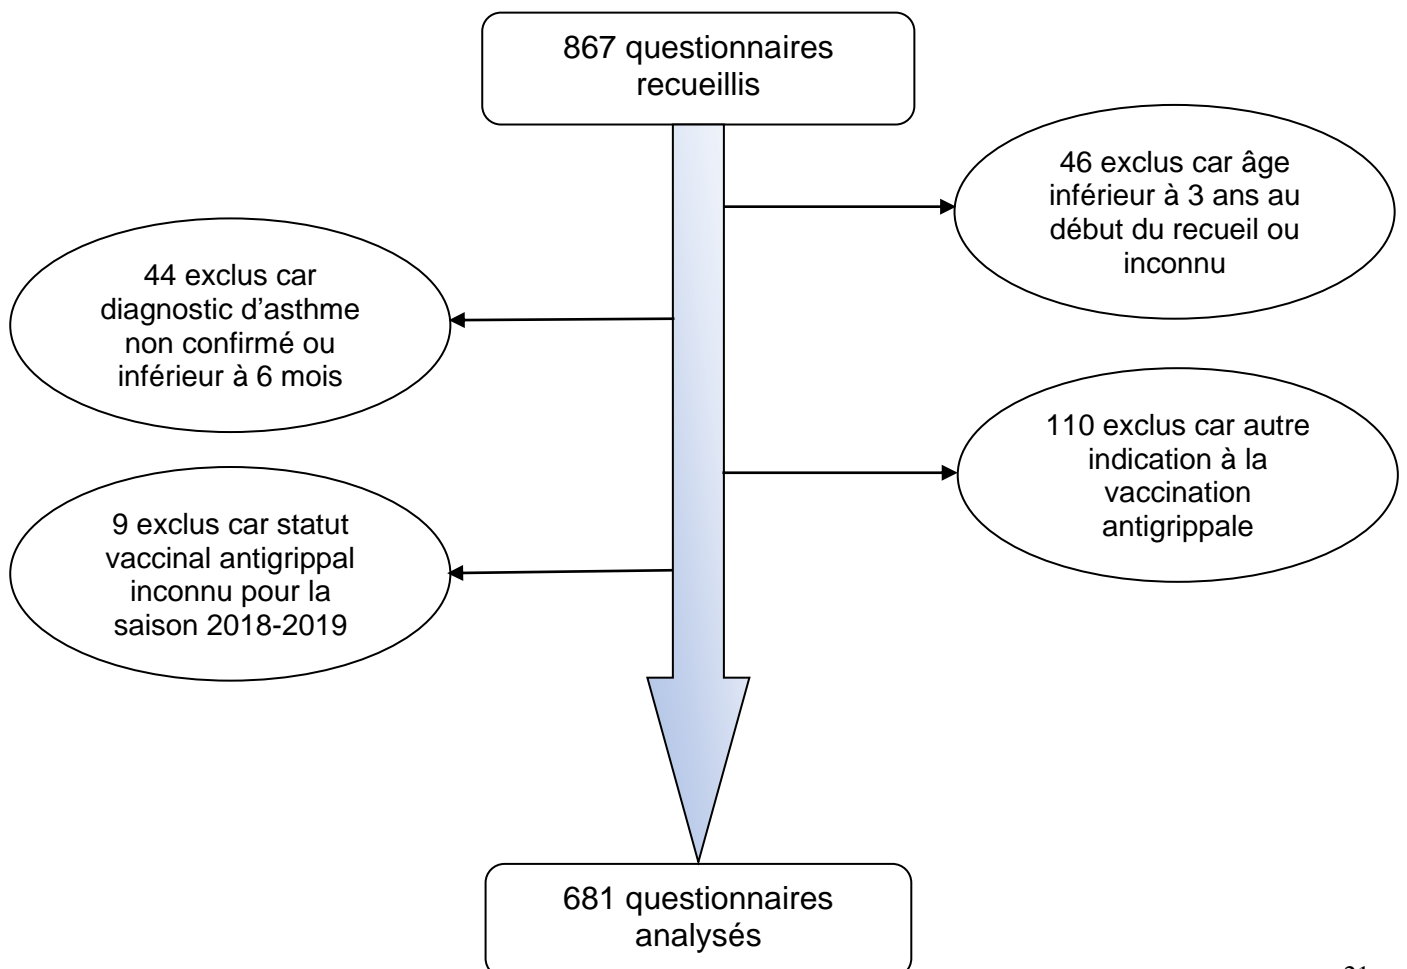 867 questionnaires
recueillis
46 exclus car âge
inférieur à 3 ans au
début du recueil ou
inconnu
44 exclus car
diagnostic d’asthme
non confirmé ou
inférieur à 6 mois
110 exclus car autre
indication à la
vaccination
antigrippale
9 exclus car statut
vaccinal antigrippal
inconnu pour la
saison 2018-2019
681 questionnaires
analysés